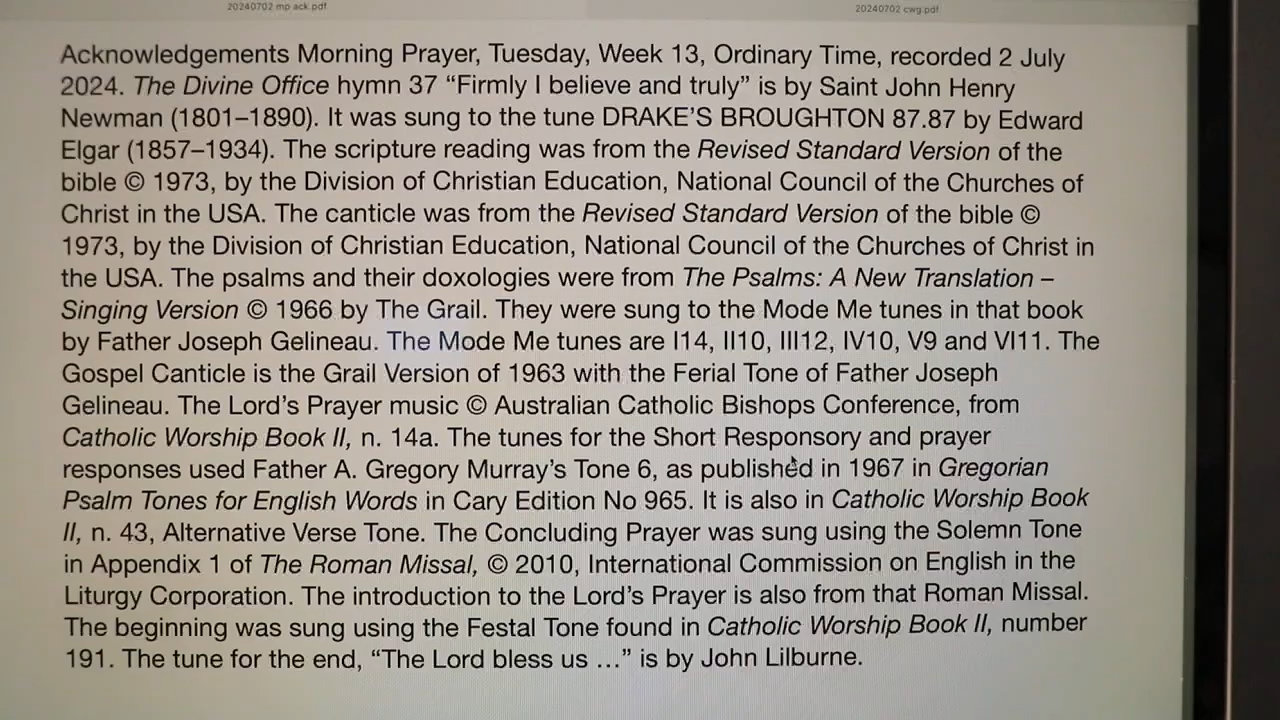 20240702 mp ack.pdf
20240702 cwg.pdf
Acknowledgements Morning Prayer, Tuesday, Week 13, Ordinary Time, recorded 2 July
2024. The Divine Office hymn 37 “Firmly I believe and truly” is by Saint John Henry
Newman (1801–1890). It was sung to the tune DRAKE’S BROUGHTON 87.87 by Edward
Elgar (1857–1934). The scripture reading was from the Revised Standard Version of the
bible © 1973, by the Division of Christian Education, National Council of the Churches of
Christ in the USA. The canticle was from the Revised Standard Version of the bible ©
1973, by the Division of Christian Education, National Council of the Churches of Christ in
the USA. The psalms and their doxologies were from The Psalms: A New Translation –
Singing Version © 1966 by The Grail. They were sung to the Mode Me tunes in that book
by Father Joseph Gelineau. The Mode Me tunes are I14, II10, III12, IV10, V9 and VI11. The
Gospel Canticle is the Grail Version of 1963 with the Ferial Tone of Father Joseph
Gelineau. The Lord’s Prayer music © Australian Catholic Bishops Conference, from
Catholic Worship Book II, n. 14a. The tunes for the Short Responsory and prayer
responses used Father A. Gregory Murray’s Tone 6, as published in 1967 in Gregorian
Psalm Tones for English Words in Cary Edition No 965. It is also in Catholic Worship Book
II, n. 43, Alternative Verse Tone. The Concluding Prayer was sung using the Solemn Tone
in Appendix 1 of The Roman Missal, © 2010, International Commission on English in the
Liturgy Corporation. The introduction to the Lord’s Prayer is also from that Roman Missal.
The beginning was sung using the Festal Tone found in Catholic Worship Book II, number
191. The tune for the end, “The Lord bless us …” is by John Lilburne.